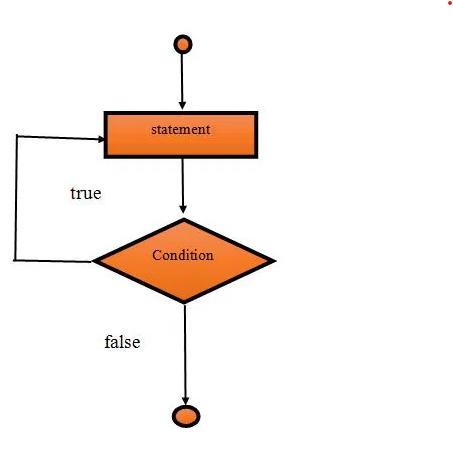 statement
true
Condition
false